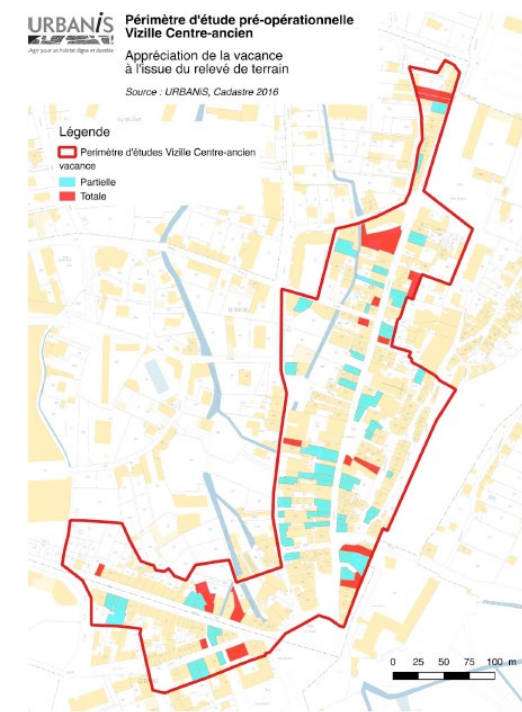 URBANiS
Agir pour un habitat digne et durable
Périmètre d'étude pré-opérationnelle
Vizille Centre-ancien
Appréciation de la vacance
à l'issue du relevé de terrain
Source : URBANiS, Cadastre 2016
Légende
Perimètre d'études Vizille Centre-ancien
vacance
Partielle
Totale
0 25 50 75 100 m